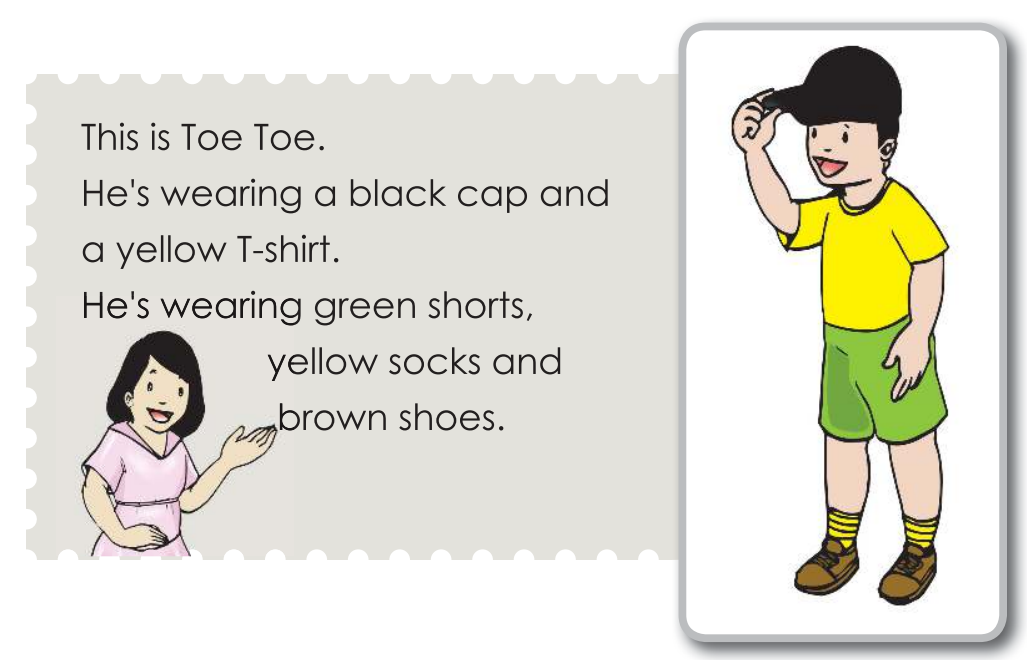 This is Toe Toe.
He's wearing a black cap and
a yellow T-shirt.
He's wearing green shorts,
yellow socks and
brown shoes.